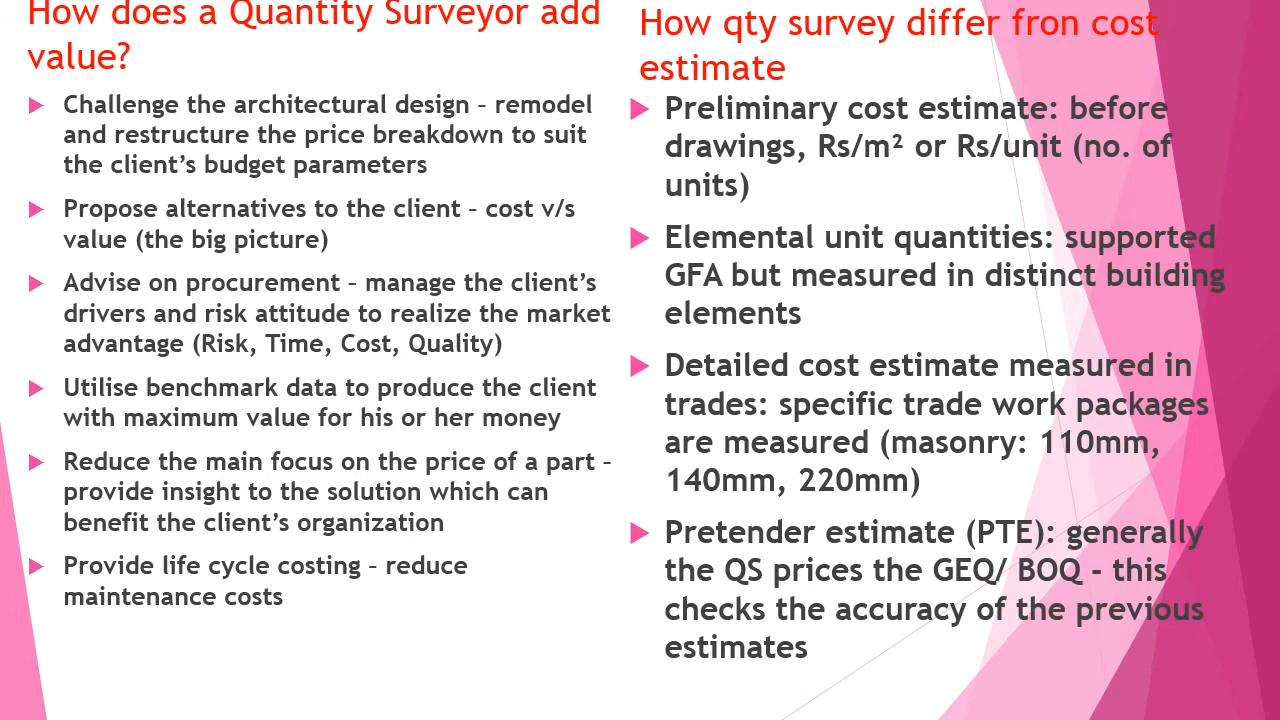 How does a Quantity Surveyor add
value?
Challenge the architectural design – remodel
and restructure the price breakdown to suit
the client's budget parameters
Propose alternatives to the client – cost v/s
value (the big picture)
Advise on procurement – manage the client's
drivers and risk attitude to realize the market
advantage (Risk, Time, Cost, Quality)
Utilise benchmark data to produce the client
with maximum value for his or her money
Reduce the main focus on the price of a part –
provide insight to the solution which can
benefit the client's organization
Provide life cycle costing – reduce
maintenance costs
How qty survey differ fron cost
estimate
Preliminary cost estimate: before
drawings, Rs/m² or Rs/unit (no. of
units)
Elemental unit quantities: supported
GFA but measured in distinct building
elements
Detailed cost estimate measured in
trades: specific trade work packages
are measured (masonry: 110mm,
140mm, 220mm)
Pretender estimate (PTE): generally
the QS prices the GEQ/ BOQ - this
checks the accuracy of the previous
estimates